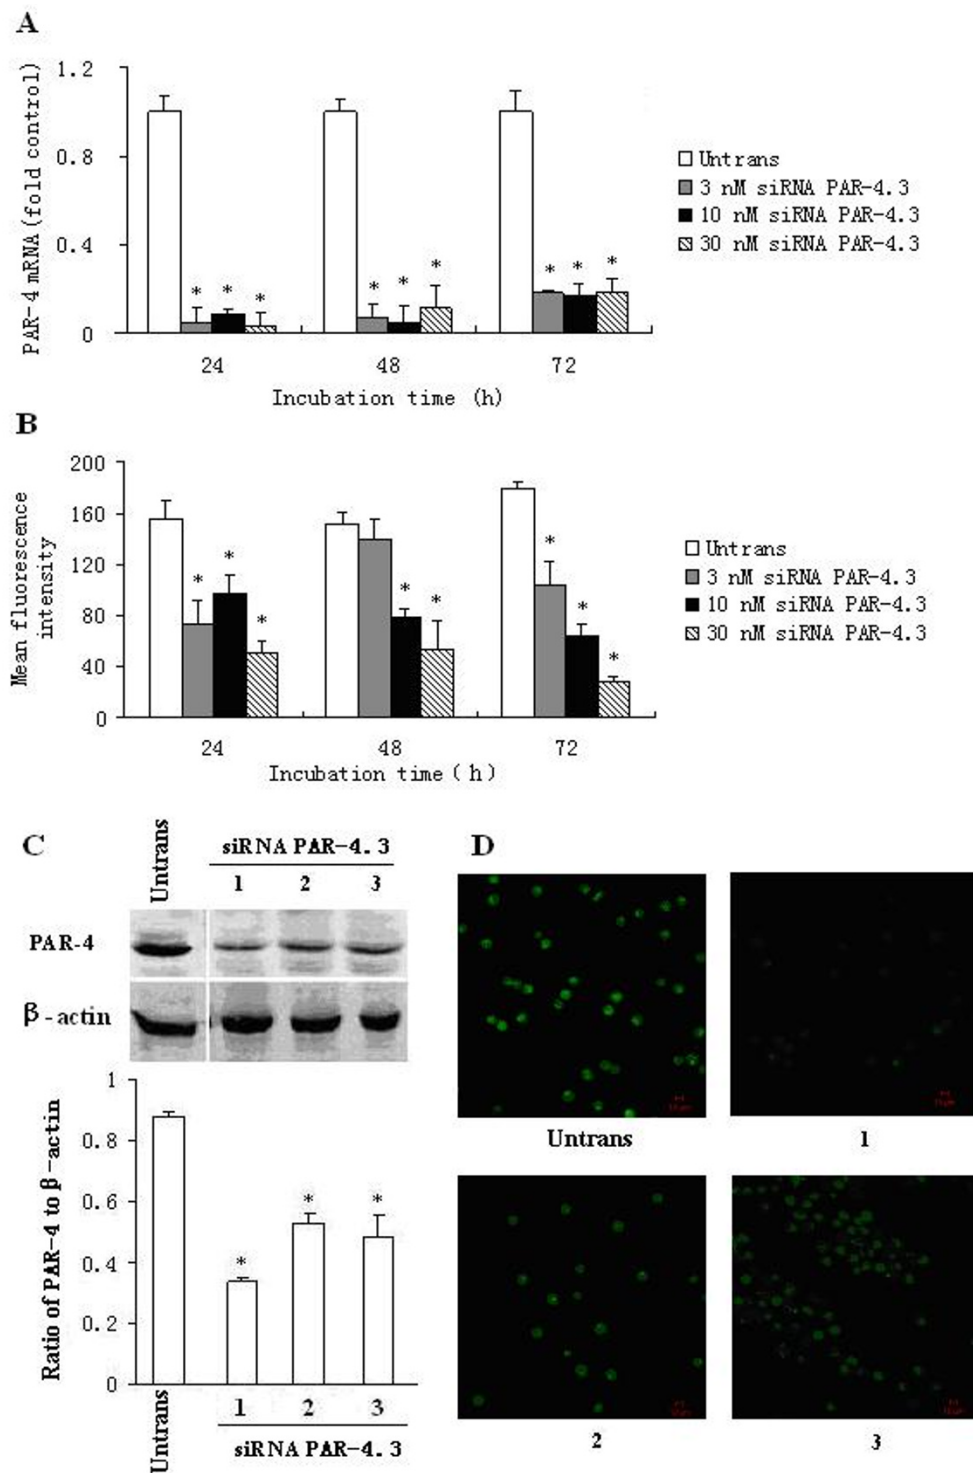 A
PAR-4 mRNA(fold control)
1.2
0.8
0.4
0
* * * * * * * * *
24 48 72
Incubation time (h)
Untrans
3 nM siRNA PAR-4.3
10 nM siRNA PAR-4.3
30 nM siRNA PAR-4.3
B
Mean fluorescence
intensity
200
160
120
80
40
0
* * * * * * * *
24 48 72
Incubation time (h)
Untrans
3 nM siRNA PAR-4.3
10 nM siRNA PAR-4.3
30 nM siRNA PAR-4.3
C
Untrans
siRNA PAR-4.3
1 2 3
PAR-4
β-actin
Ratio of PAR-4 to β-actin
1
0.8
0.6
0.4
0.2
0
* * *
Untrans
1 2 3
siRNA PAR-4.3
D
Untrans
1
2
3